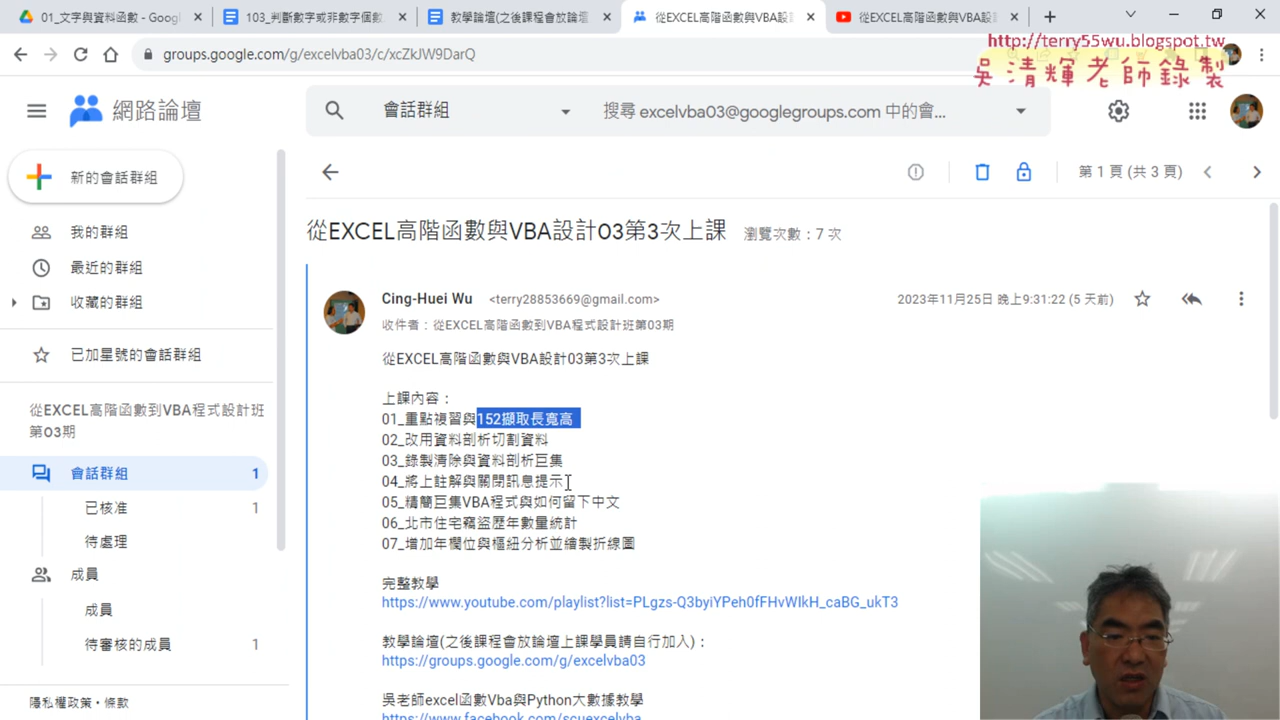 01_文字與資料函數 - Googl
103_判斷數字或非數字個數
教學論壇(之後課程會放論壇
從EXCEL高階函數與VBA設計
從EXCEL高階函數與VBA設計
groups.google.com/g/excelvba03/c/xcZkJW9DarQ
http://terry55wu.blogspot.tw
吳清輝老師錄製
網路論壇
會話群組
搜尋 excelvba03@googlegroups.com 中的會...
新的會話群組
第 1 頁 (共 3 頁)
我的群組
最近的群組
收藏的群組
已加星號的會話群組
從EXCEL高階函數到VBA程式設計班
第03期
會話群組 1
已核准 1
待處理
成員
成員
待審核的成員 1
隱私權政策・條款
從EXCEL高階函數與VBA設計03第3次上課 瀏覽次數：7 次
Cing-Huei Wu <terry28853669@gmail.com>
2023年11月25日 晚上9:31:22 (5 天前)
收件者：從EXCEL高階函數到VBA程式設計班第03期
從EXCEL高階函數與VBA設計03第3次上課
上課內容：
01_重點複習與152擷取長寬高
02_改用資料剖析切割資料
03_錄製清除與資料剖析巨集
04_將上註解與關閉訊息提示
05_精簡巨集VBA程式與如何留下中文
06_北市住宅竊盜歷年數量統計
07_增加年欄位與樞紐分析並繪製折線圖
完整教學
https://www.youtube.com/playlist?list=PLgzs-Q3byiYPeh0fFHvWIkH_caBG_ukT3
教學論壇(之後課程會放論壇上課學員請自行加入)：
https://groups.google.com/g/excelvba03
吳老師excel函數Vba與Python大數據教學
https://www.facebook.com/scuexcelvba